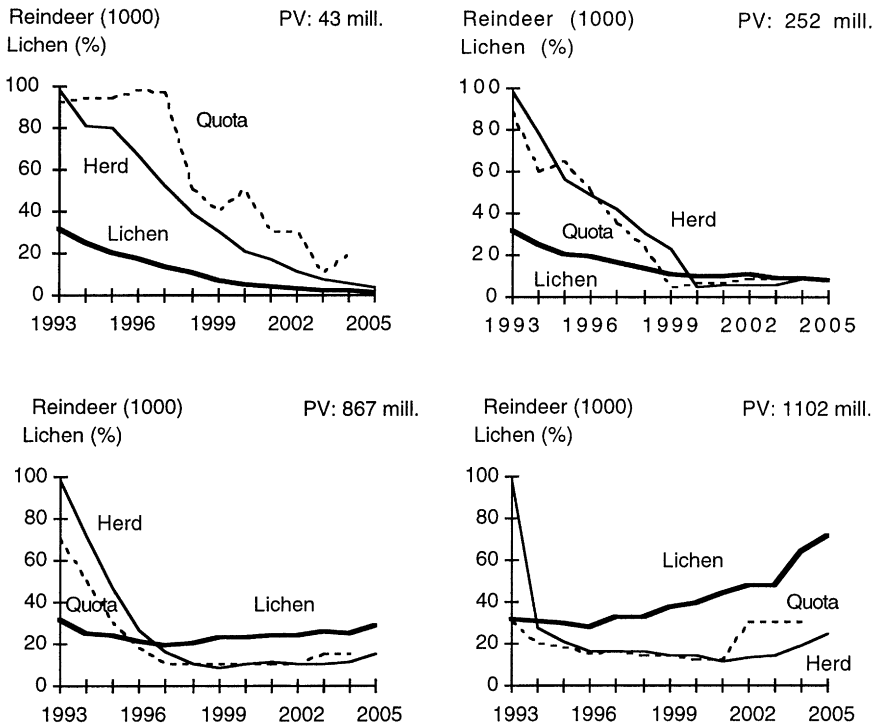 Reindeer (1000) PV: 43 mill.
Lichen (%)
100
80
60
40
20
0
Quota
Herd
Lichen
1993 1996 1999 2002 2005
Reindeer (1000) PV: 252 mill.
Lichen (%)
100
80
60
40
20
0
Herd
Quota
Lichen
1993 1996 1999 2002 2005
Reindeer (1000) PV: 867 mill.
Lichen (%)
100
80
60
40
20
0
Herd
Quota
Lichen
1993 1996 1999 2002 2005
Reindeer (1000) PV: 1102 mill.
Lichen (%)
100
80
60
40
20
0
Lichen
Quota
Herd
1993 1996 1999 2002 2005